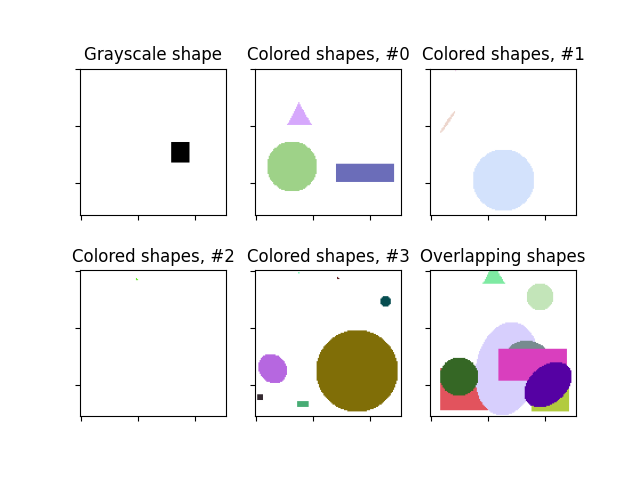 Grayscale shape
Colored shapes, #0
Colored shapes, #1
Colored shapes, #2
Colored shapes, #3
Overlapping shapes